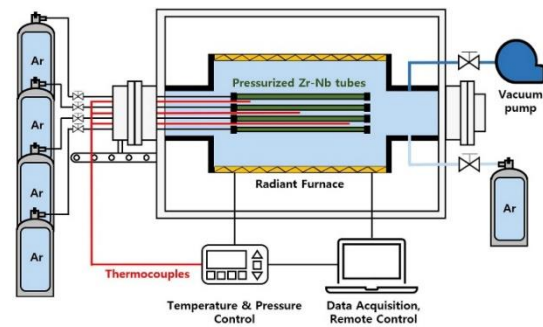 Ar
Ar
Ar
Ar
Pressurized Zr-Nb tubes
Radiant Furnace
Vacuum
pump
Ar
Thermocouples
Temperature & Pressure
Control
Data Acquisition,
Remote Control